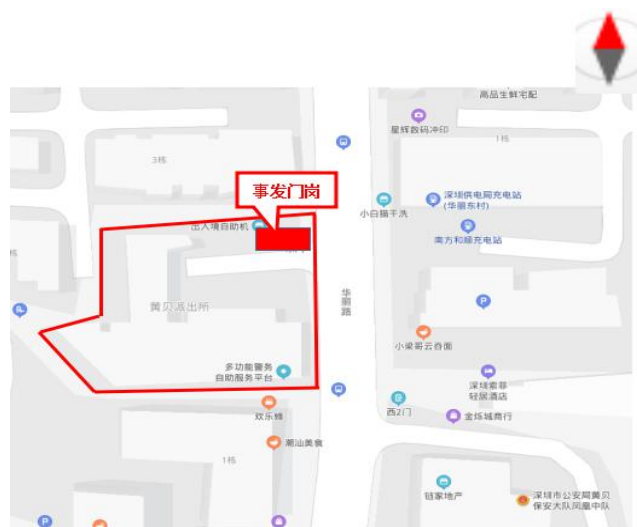 高品生鲜宅配
星辉数码冲印
1栋
3栋
事发门岗
深圳供电局充电站
(华丽东村)
小白猫干洗
出入境自助机
南方和顺充电站
华丽路
黄贝派出所
P
小梁哥云吞面
多功能警务
自助服务平台
深圳索菲
轻居酒店
欢乐蜂
西2门
金烁城商行
潮汕美食
1栋
链家地产
深圳市公安局黄贝
保安大队凤凰中队
P